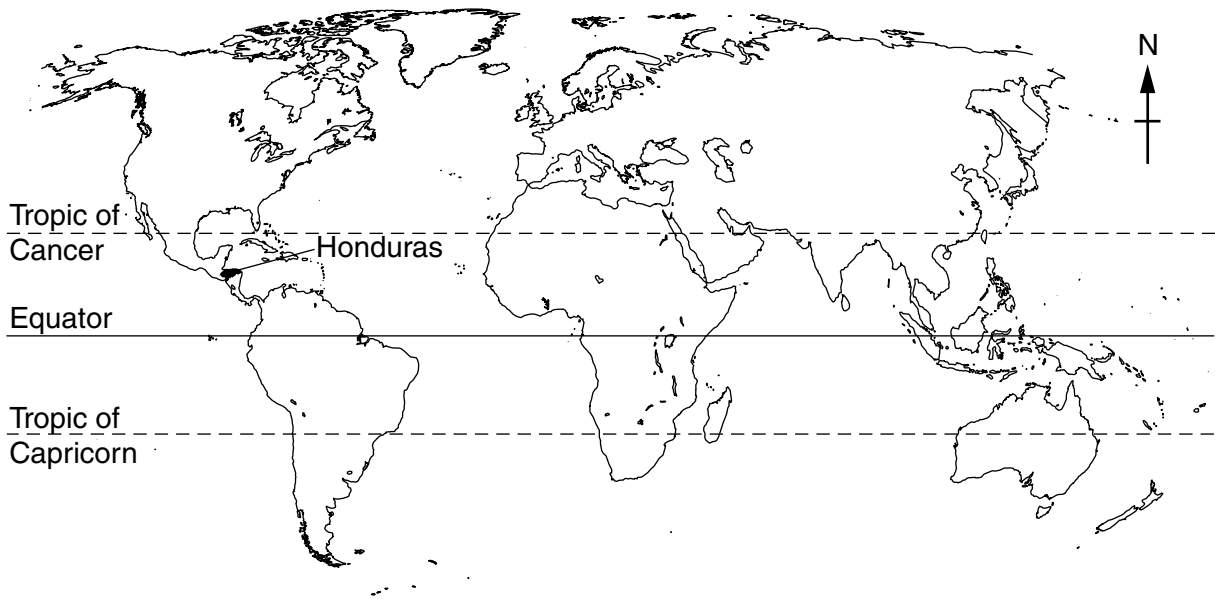 N
Tropic of
Cancer
Honduras
Equator
Tropic of
Capricorn